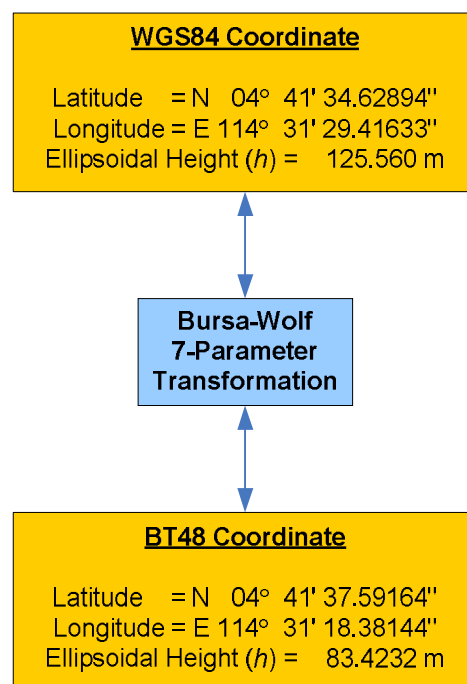 WGS84 Coordinate
Latitude = N 04° 41' 34.62894"
Longitude = E 114° 31' 29.41633"
Ellipsoidal Height (h) = 125.560 m
Bursa-Wolf
7-Parameter
Transformation
BT48 Coordinate
Latitude = N 04° 41' 37.59164"
Longitude = E 114° 31' 18.38144"
Ellipsoidal Height (h) = 83.4232 m